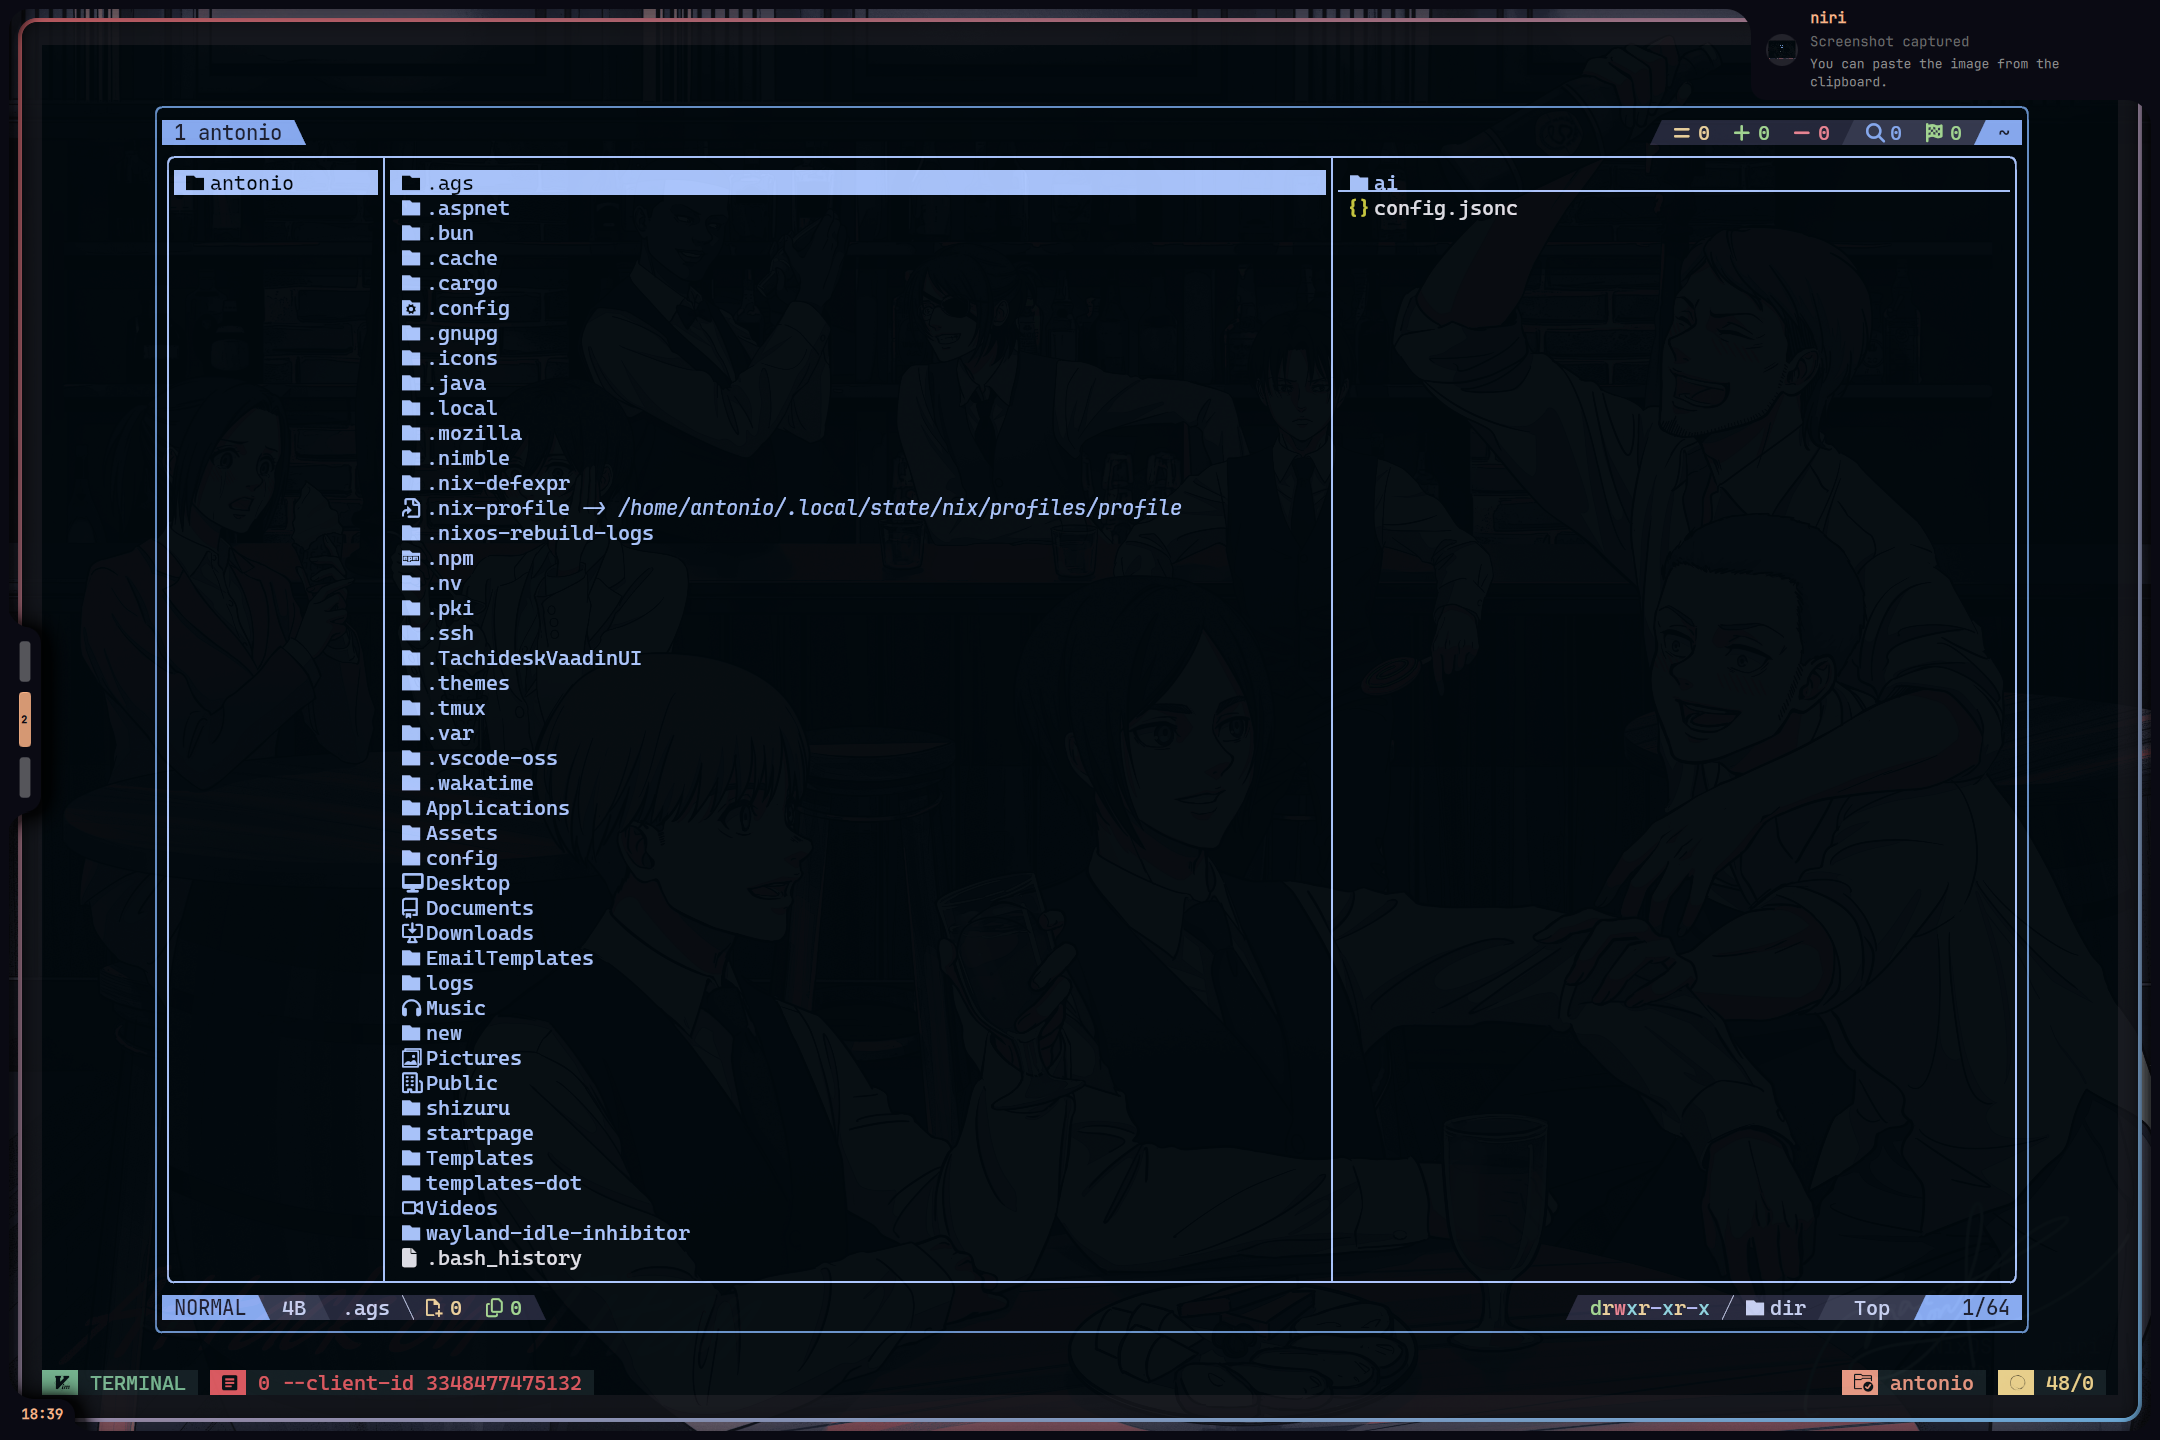 niri
Screenshot captured
You can paste the image from the
clipboard.
1 antonio
0 0 0 0 0 ~
antonio
.ags
.aspnet
.bun
.cache
.cargo
.config
.gnupg
.icons
.java
.local
.mozilla
.nimble
.nix-defexpr
.nix-profile -> /home/antonio/.local/state/nix/profiles/profile
.nixos-rebuild-logs
.npm
.nv
.pki
.ssh
.TachideskVaadinUI
.themes
.tmux
.var
.vscode-oss
.wakatime
Applications
Assets
config
Desktop
Documents
Downloads
EmailTemplates
logs
Music
new
Pictures
Public
shizuru
startpage
Templates
templates-dot
Videos
wayland-idle-inhibitor
.bash_history
ai
config.jsonc
2
NORMAL 4B .ags 0 0
drwxr-xr-x dir Top 1/64
TERMINAL 0 --client-id 3348477475132
antonio 48/0
18:39